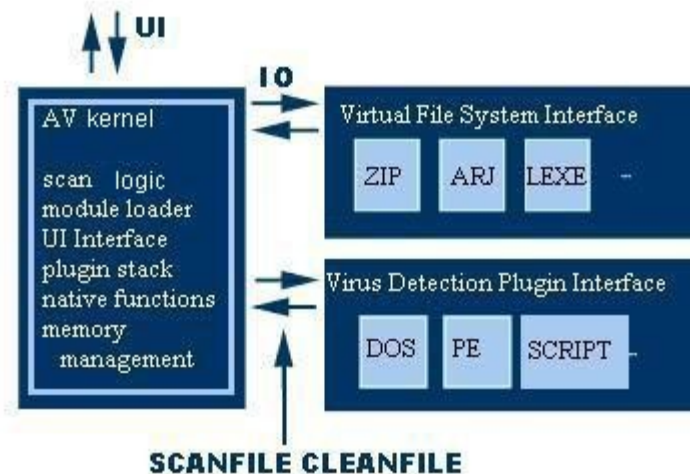 UI
IO
AV kernel
scan logic
module loader
UI Interface
plugin stack
native functions
memory
management
Virtual File System Interface
ZIP ARJ LEXE -
Virus Detection Plugin Interface
DOS PE SCRIPT -
SCANFILE CLEANFILE